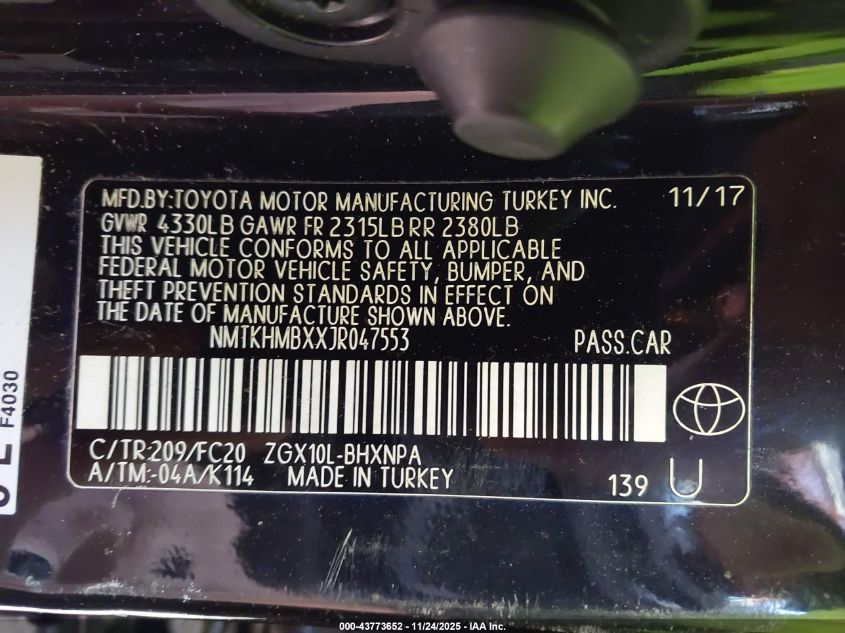 MFD.BY:TOYOTA MOTOR MANUFACTURING TURKEY INC. 11/17
GVWR 4330LB GAWR FR 2315LB RR 2380LB
THIS VEHICLE CONFORMS TO ALL APPLICABLE
FEDERAL MOTOR VEHICLE SAFETY, BUMPER, AND
THEFT PREVENTION STANDARDS IN EFFECT ON
THE DATE OF MANUFACTURE SHOWN ABOVE.
NMTKHMBXXJR047553 PASS.CAR
C/TR:209/FC20 ZGX10L-BHXNPA
A/TM:-04A/K114 MADE IN TURKEY 139 U
F4030
000-43773652 - 11/24/2025 - IAA Inc.